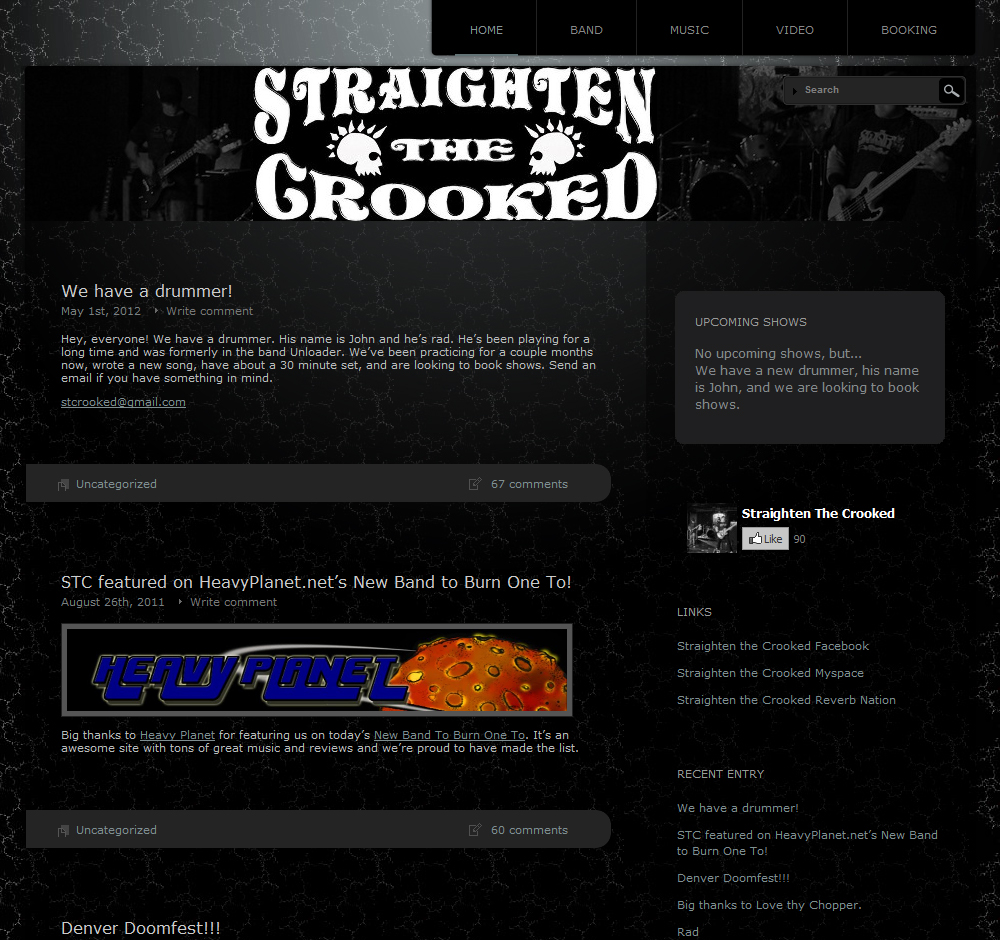 HOME
BAND
MUSIC
VIDEO
BOOKING
STRAIGHTEN
THE
CROOKED
Search
We have a drummer!
May 1st, 2012 Write comment
Hey, everyone! We have a drummer. His name is John and he’s rad. He’s been playing for a
long time and was formerly in the band Unloader. We’ve been practicing for a couple months
now, wrote a new song, have about a 30 minute set, and are looking to book shows. Send an
email if you have something in mind.
stcrooked@gmail.com
Uncategorized
67 comments
STC featured on HeavyPlanet.net’s New Band to Burn One To!
August 26th, 2011 Write comment
HEAVY PLANET
Big thanks to Heavy Planet for featuring us on today’s New Band To Burn One To. It’s an
awesome site with tons of great music and reviews and we’re proud to have made the list.
Uncategorized
60 comments
Denver Doomfest!!!
UPCOMING SHOWS
No upcoming shows, but...
We have a new drummer, his name
is John, and we are looking to book
shows.
Straighten The Crooked
Like 90
LINKS
Straighten the Crooked Facebook
Straighten the Crooked Myspace
Straighten the Crooked Reverb Nation
RECENT ENTRY
We have a drummer!
STC featured on HeavyPlanet.net’s New Band
to Burn One To!
Denver Doomfest!!!
Big thanks to Love thy Chopper.
Rad